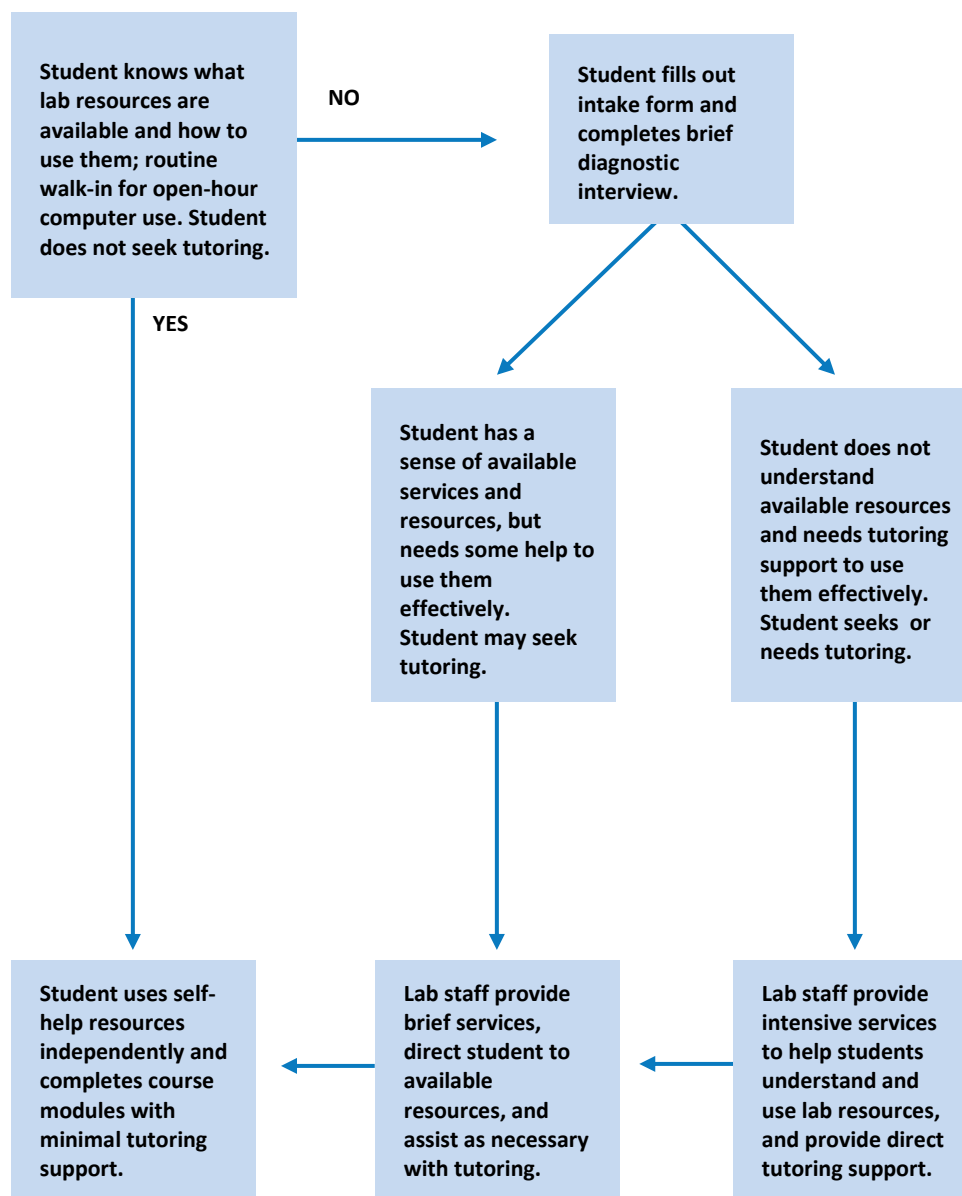 Student knows what
lab resources are
available and how to
use them; routine
walk-in for open-hour
computer use. Student
does not seek tutoring.
NO
Student fills out
intake form and
completes brief
diagnostic
interview.
YES
Student has a
sense of available
services and
resources, but
needs some help to
use them
effectively.
Student may seek
tutoring.
Student does not
understand
available resources
and needs tutoring
support to use
them effectively.
Student seeks or
needs tutoring.
Student uses self-
help resources
independently and
completes course
modules with
minimal tutoring
support.
Lab staff provide
brief services,
direct student to
available
resources, and
assist as necessary
with tutoring.
Lab staff provide
intensive services
to help students
understand and
use lab resources,
and provide direct
tutoring support.